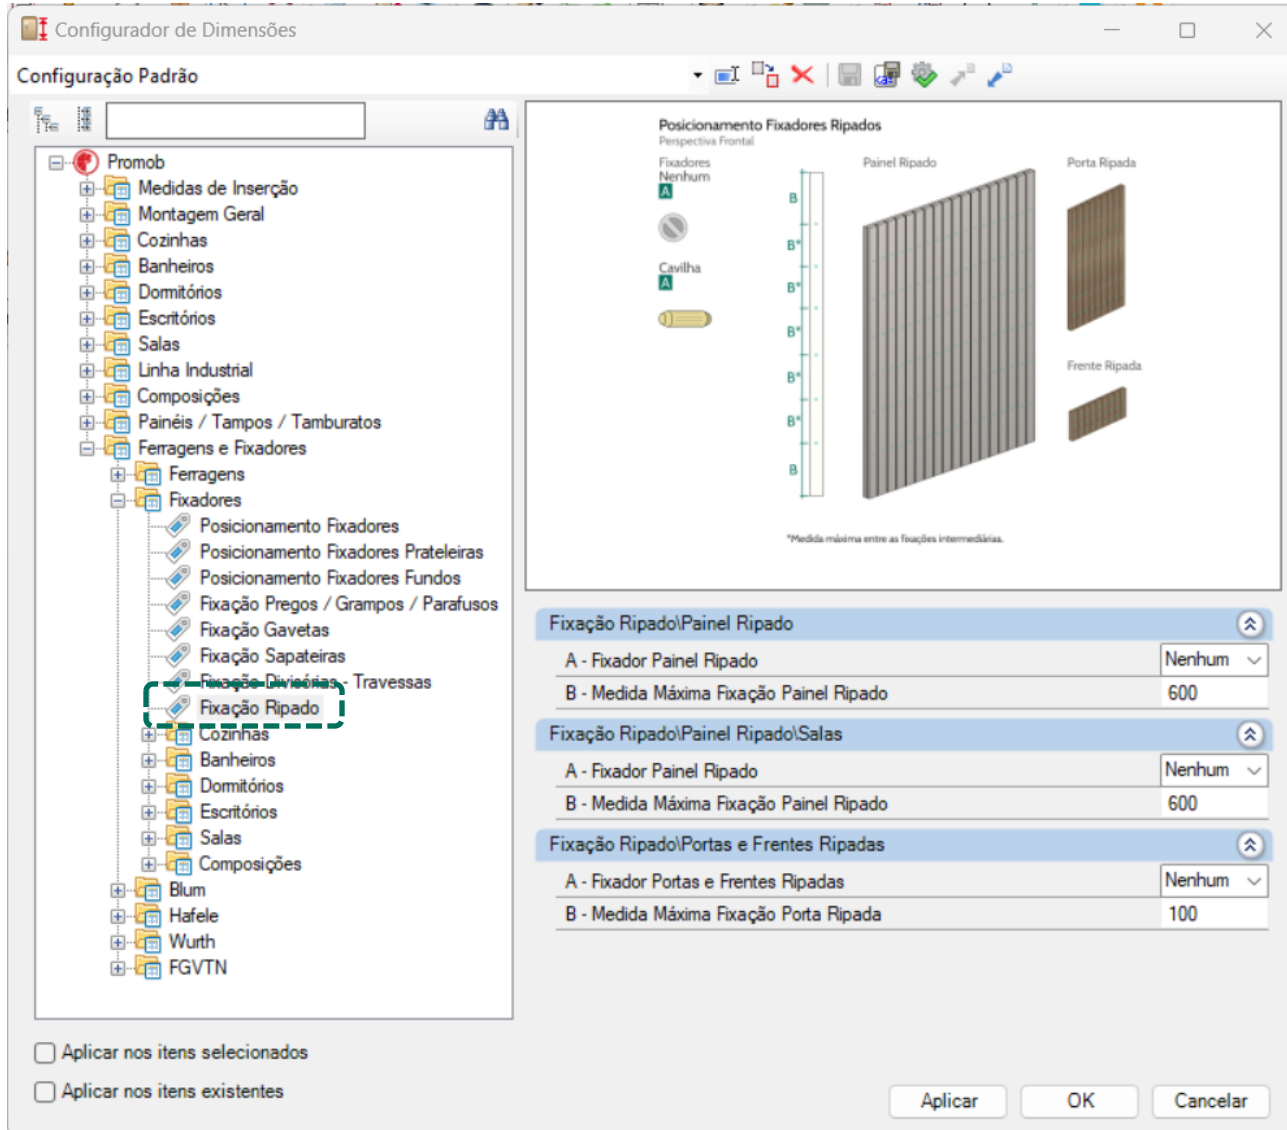 Configurador de Dimensões
Configuração Padrão
Promob
Medidas de Inserção
Montagem Geral
Cozinhas
Banheiros
Dormitórios
Escritórios
Salas
Linha Industrial
Composições
Painéis / Tampos / Tamburatos
Ferragens e Fixadores
Ferragens
Fixadores
Posicionamento Fixadores
Posicionamento Fixadores Prateleiras
Posicionamento Fixadores Fundos
Fixação Pregos / Grampos / Parafusos
Fixação Gavetas
Fixação Sapateiras
Fixação Divisórias - Travessas
Fixação Ripado
Cozinhas
Banheiros
Dormitórios
Escritórios
Salas
Composições
Blum
Hafele
Wurth
FGVTN
Aplicar nos itens selecionados
Aplicar nos itens existentes
Posicionamento Fixadores Ripados
Perspectiva Frontal
Fixadores
Nenhum
A
Cavilha
A
Painel Ripado
B
B*
B*
B*
B*
B*
B
Porta Ripada
Frente Ripada
*Medida máxima entre as fixações intermediárias.
Fixação Ripado\Painel Ripado
A - Fixador Painel Ripado Nenhum
B - Medida Máxima Fixação Painel Ripado 600
Fixação Ripado\Painel Ripado\Salas
A - Fixador Painel Ripado Nenhum
B - Medida Máxima Fixação Painel Ripado 600
Fixação Ripado\Portas e Frentes Ripadas
A - Fixador Portas e Frentes Ripadas Nenhum
B - Medida Máxima Fixação Porta Ripada 100
Aplicar OK Cancelar